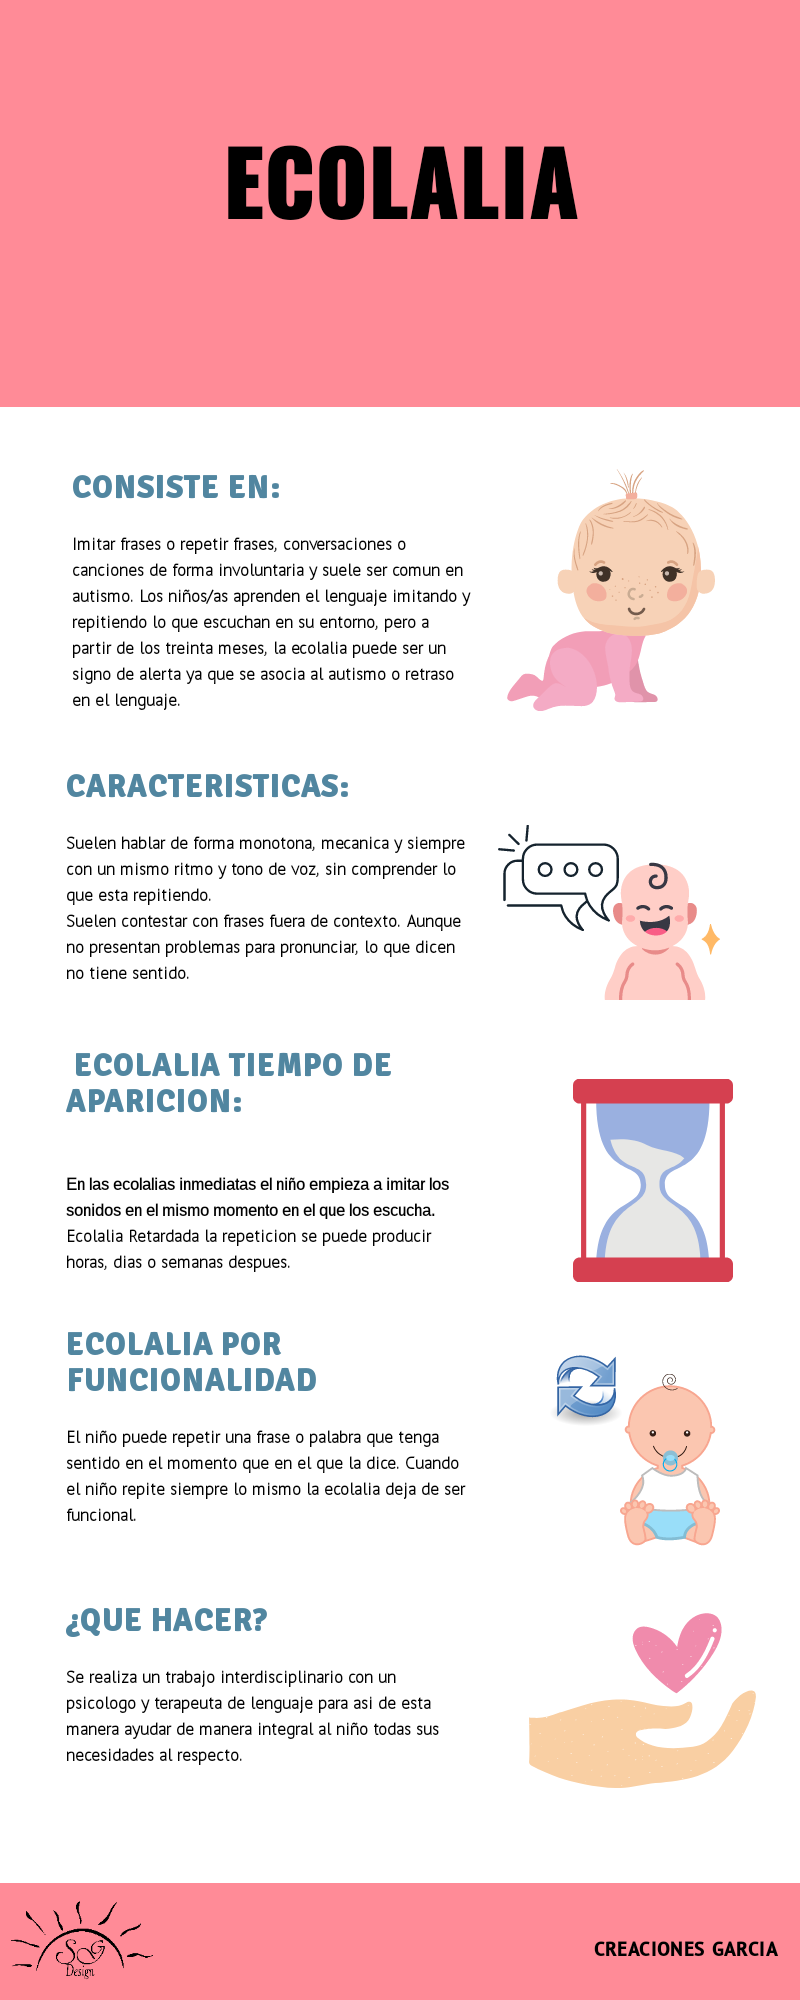 ECOLALIA
CONSISTE EN:
Imitar frases o repetir frases, conversaciones o
canciones de forma involuntaria y suele ser comun en
autismo. Los niños/as aprenden el lenguaje imitando y
repitiendo lo que escuchan en su entorno, pero a
partir de los treinta meses, la ecolalia puede ser un
signo de alerta ya que se asocia al autismo o retraso
en el lenguaje.
CARACTERISTICAS:
Suelen hablar de forma monotona, mecanica y siempre
con un mismo ritmo y tono de voz, sin comprender lo
que esta repitiendo.
Suelen contestar con frases fuera de contexto. Aunque
no presentan problemas para pronunciar, lo que dicen
no tiene sentido.
ECOLALIA TIEMPO DE
APARICION:
En las ecolalias inmediatas el niño empieza a imitar los
sonidos en el mismo momento en el que los escucha.
Ecolalia Retardada la repeticion se puede producir
horas, dias o semanas despues.
ECOLALIA POR
FUNCIONALIDAD
El niño puede repetir una frase o palabra que tenga
sentido en el momento que en el que la dice. Cuando
el niño repite siempre lo mismo la ecolalia deja de ser
funcional.
¿QUE HACER?
Se realiza un trabajo interdisciplinario con un
psicologo y terapeuta de lenguaje para asi de esta
manera ayudar de manera integral al niño todas sus
necesidades al respecto.
SG
Design
CREACIONES GARCIA